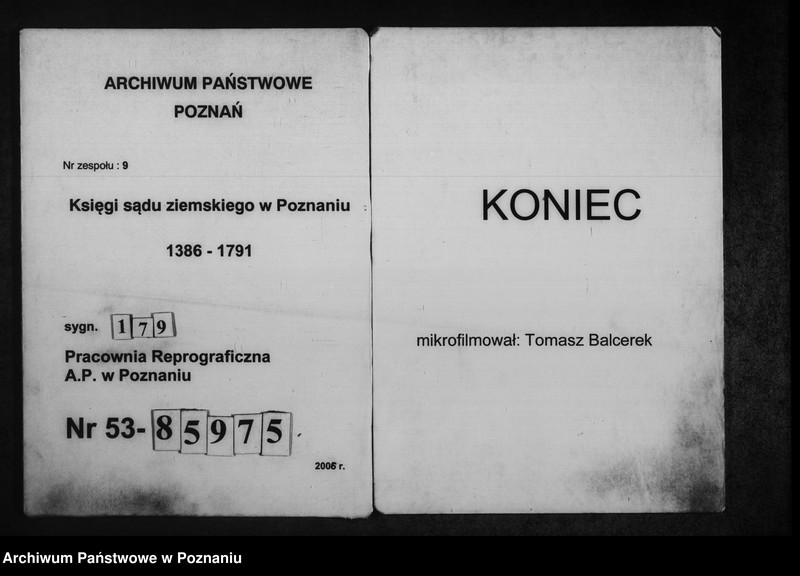 ARCHIWUM PAŃSTWOWE
POZNAŃ
Nr zespołu : 9
Księgi sądu ziemskiego w Poznaniu
1386 - 1791
sygn. 179
Pracownia Reprograficzna
A.P. w Poznaniu
Nr 53-85975
2006 r.
KONIEC
mikrofilmował: Tomasz Balcerek
Archiwum Państwowe w Poznaniu